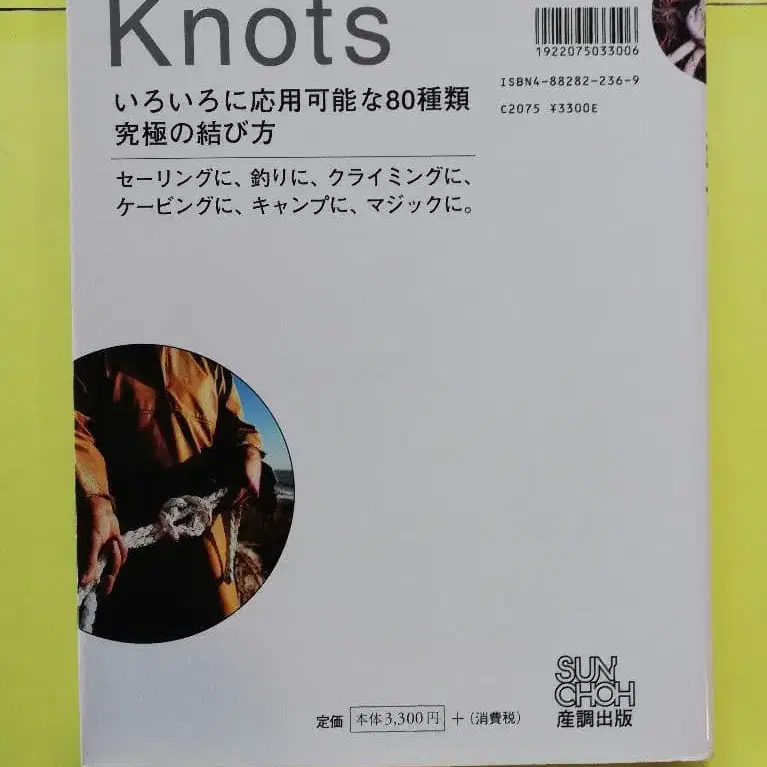 Knots
1922075033006
ISBN4-88282-236-9
C2075 ¥3300E
いろいろに応用可能な80種類
究極の結び方
セーリングに、釣りに、クライミングに、
ケービングに、キャンプに、マジックに。
SUN'
CHOH
産調出版
定価 本体3,300円 +(消費税)